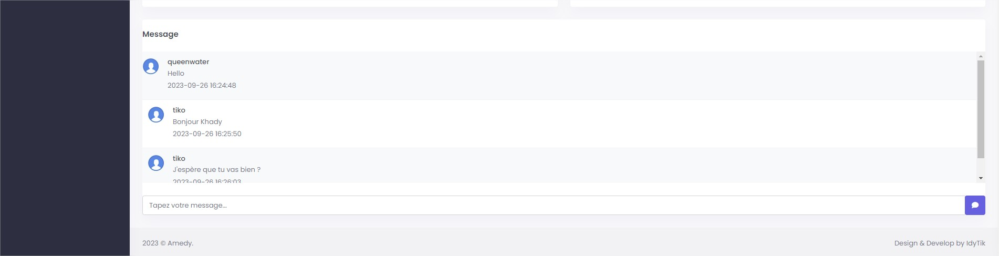 Message
queenwater
Hello
2023-09-26 16:24:48
tiko
Bonjour Khady
2023-09-26 16:25:50
tiko
J'espère que tu vas bien ?
2023-09-26 16:26:03
Tapez votre message...
2023 © Amedy.
Design & Develop by IdyTik